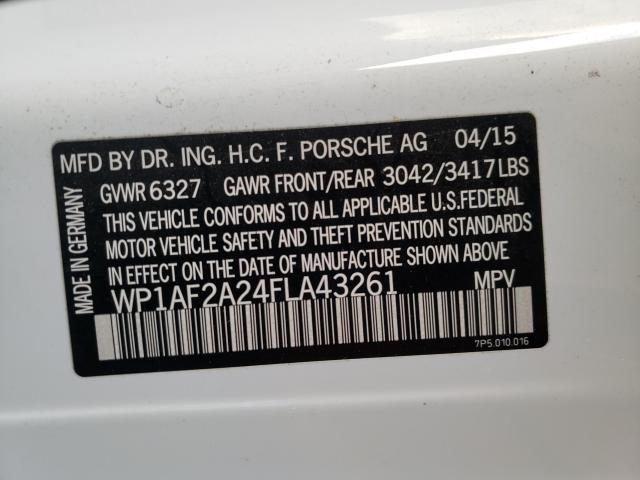 MFD BY DR. ING. H.C. F. PORSCHE AG 04/15
GVWR 6327 GAWR FRONT/REAR 3042/3417LBS
THIS VEHICLE CONFORMS TO ALL APPLICABLE U.S.FEDERAL
MOTOR VEHICLE SAFETY AND THEFT PREVENTION STANDARDS
IN EFFECT ON THE DATE OF MANUFACTURE SHOWN ABOVE
WP1AF2A24FLA43261 MPV
7P5.010.016
MADE IN GERMANY